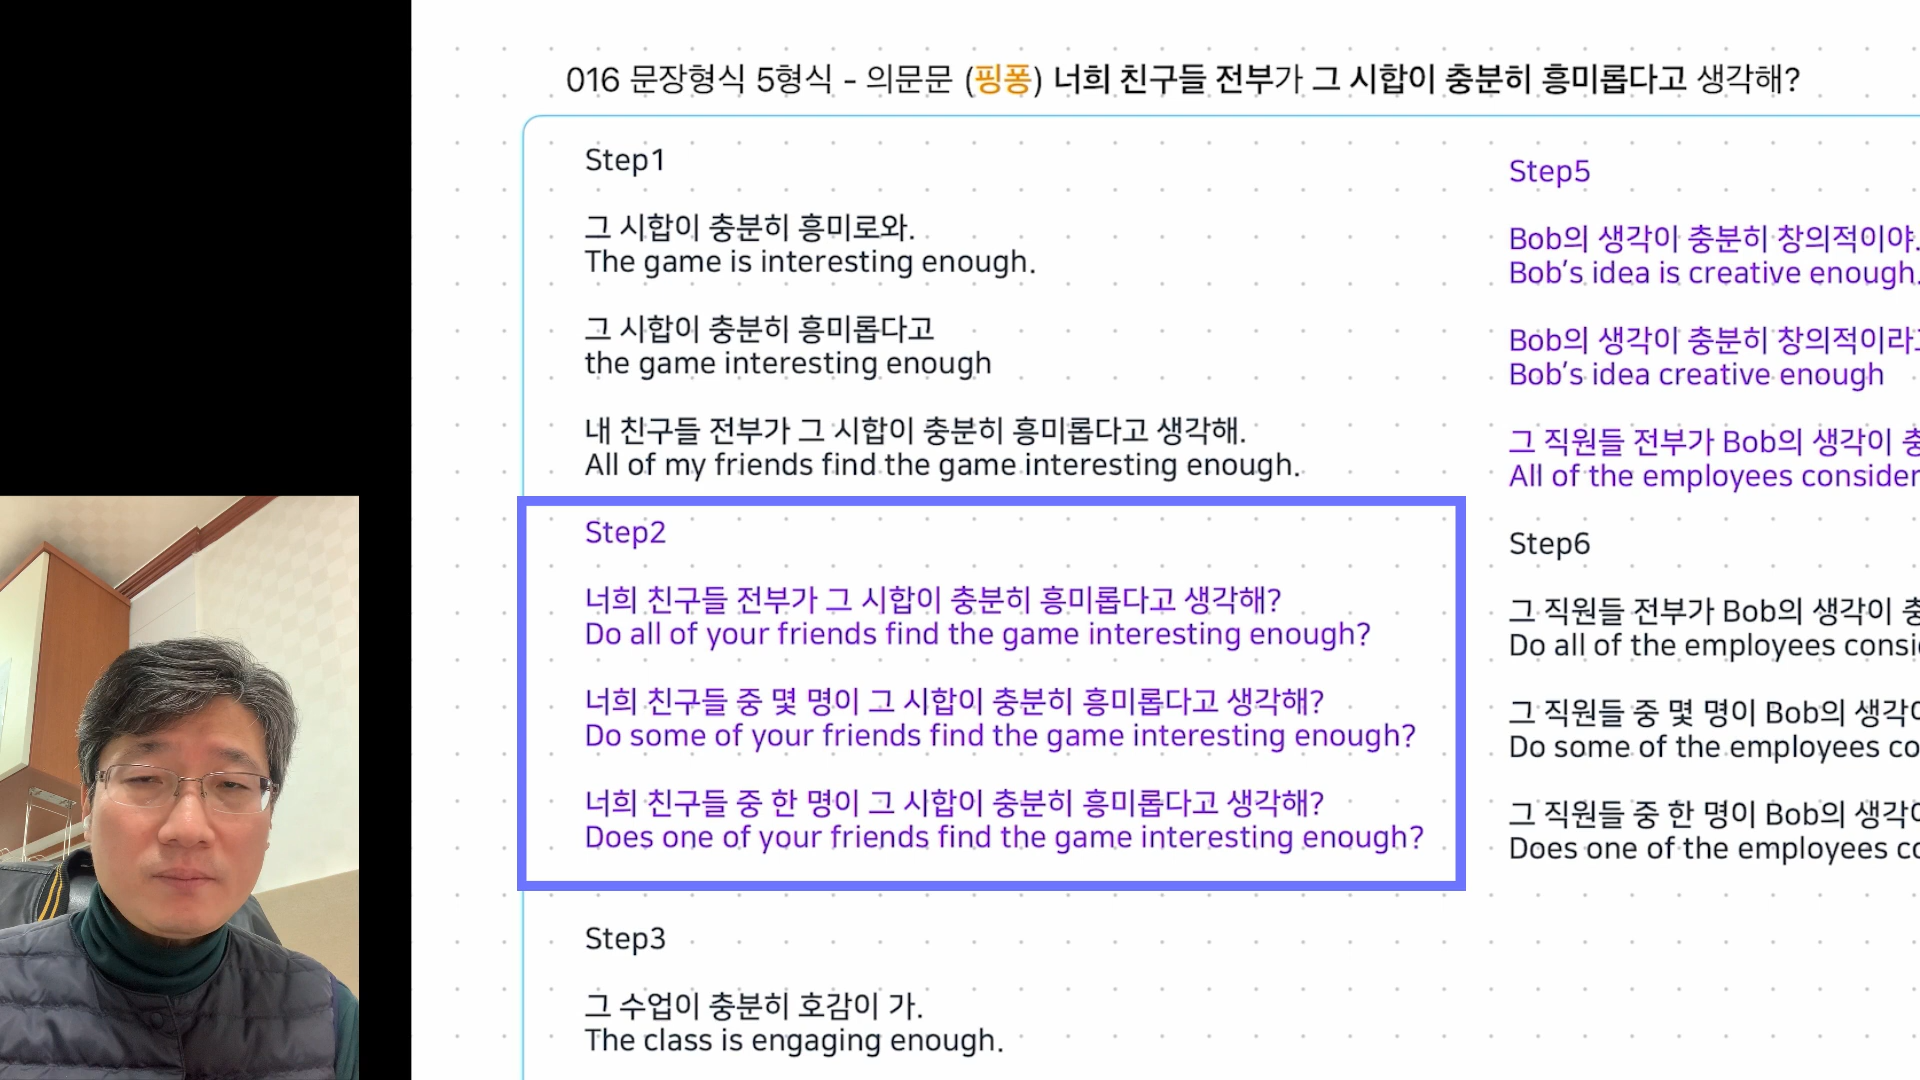 016 문장형식 5형식 - 의문문 (핑퐁) 너희 친구들 전부가 그 시합이 충분히 흥미롭다고 생각해?
Step1
그 시합이 충분히 흥미로와.
The game is interesting enough.
그 시합이 충분히 흥미롭다고
the game interesting enough
내 친구들 전부가 그 시합이 충분히 흥미롭다고 생각해.
All of my friends find the game interesting enough.
Step2
너희 친구들 전부가 그 시합이 충분히 흥미롭다고 생각해?
Do all of your friends find the game interesting enough?
너희 친구들 중 몇 명이 그 시합이 충분히 흥미롭다고 생각해?
Do some of your friends find the game interesting enough?
너희 친구들 중 한 명이 그 시합이 충분히 흥미롭다고 생각해?
Does one of your friends find the game interesting enough?
Step3
그 수업이 충분히 호감이 가.
The class is engaging enough.
Step5
Bob의 생각이 충분히 창의적이야.
Bob's idea is creative enough.
Bob의 생각이 충분히 창의적이라
Bob's idea creative enough
그 직원들 전부가 Bob의 생각이
All of the employees consider
Step6
그 직원들 전부가 Bob의 생각이
Do all of the employees
그 직원들 중 몇 명이 Bob의
Do some of the employees
그 직원들 중 한 명이 Bob의
Does one of the employees